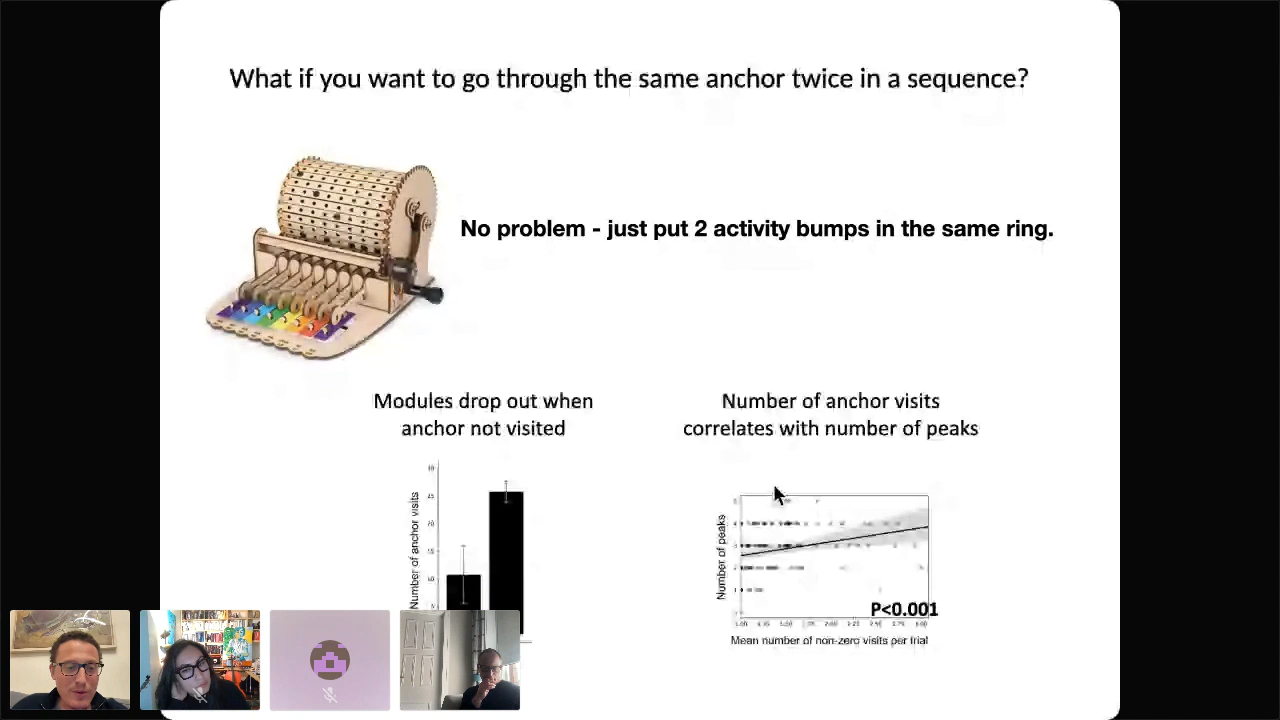 What if you want to go through the same anchor twice in a sequence?
No problem - just put 2 activity bumps in the same ring.
Modules drop out when
anchor not visited
Number of anchor visits
correlates with number of peaks
Number of anchor visits
Number of peaks
P<0.001
Mean number of non-zero visits per trial